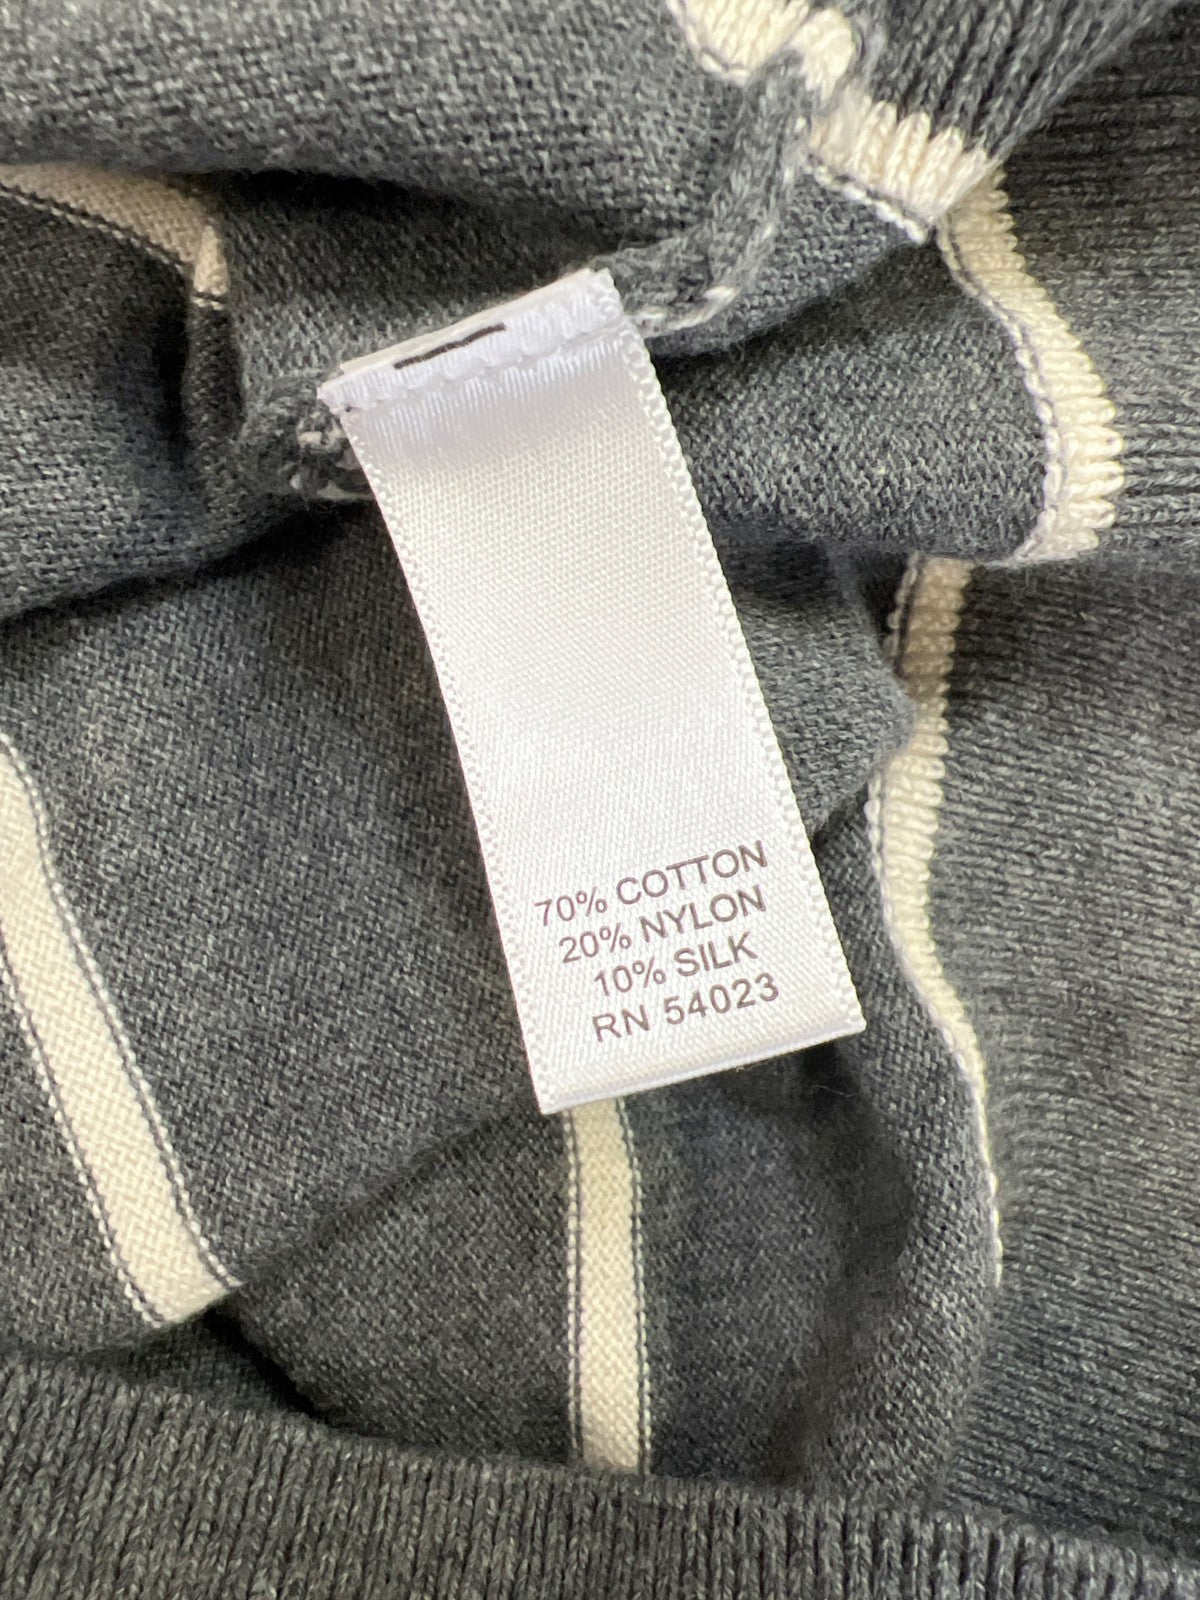 70% COTTON
20% NYLON
10% SILK
RN 54023